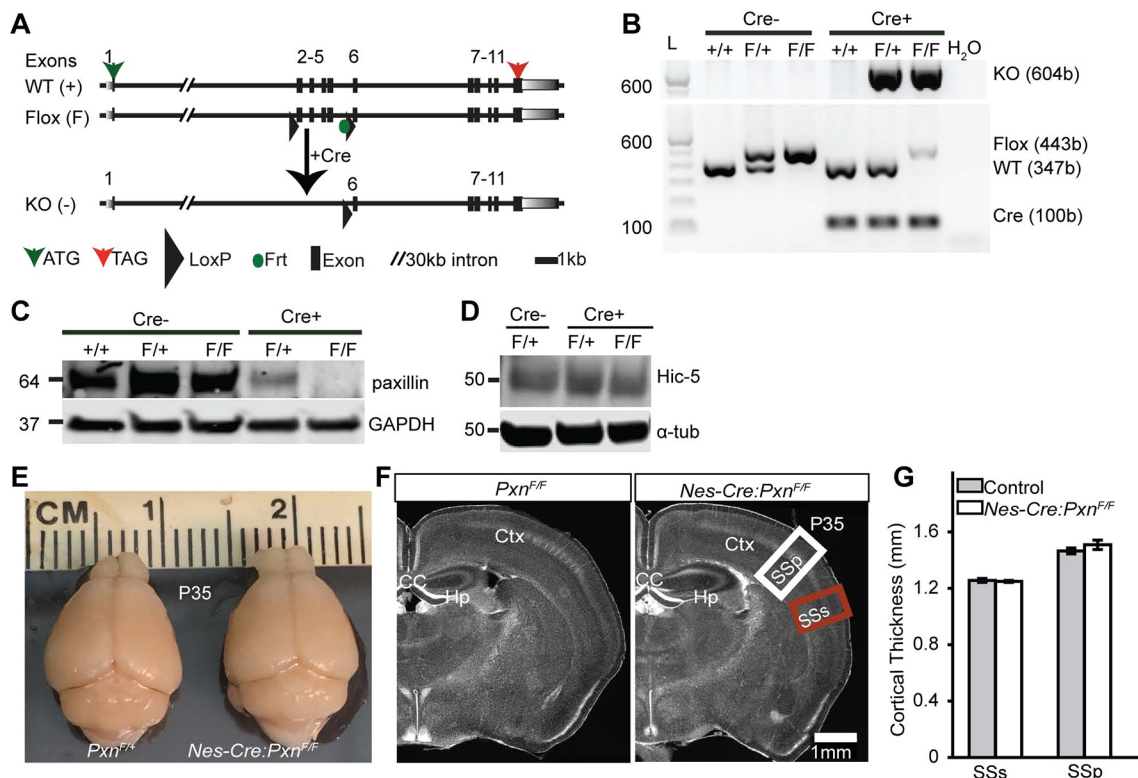 A
Exons
1 2-5 6 7-11
WT (+)
Flox (F)
+Cre
1 6 7-11
KO (-)
ATG TAG LoxP Frt Exon //30kb intron 1kb
B
Cre- Cre+
L +/+ F/+ F/F +/+ F/+ F/F H2O
600 KO (604b)
600 Flox (443b)
WT (347b)
100 Cre (100b)
C
Cre- Cre+
+/+ F/+ F/F F/+ F/F
64 paxillin
37 GAPDH
D
Cre- Cre+
F/+ F/+ F/F
50 Hic-5
50 α-tub
E
CM 1 2
P35
PxnF/+ Nes-Cre:PxnF/F
F
PxnF/F Nes-Cre:PxnF/F
P35
Ctx Ctx
SSp
CC CC
Hp Hp
SSs
1mm
G
Control
Nes-Cre:PxnF/F
Cortical Thickness (mm)
1.6
1.2
0.8
0.4
0
SSs SSp